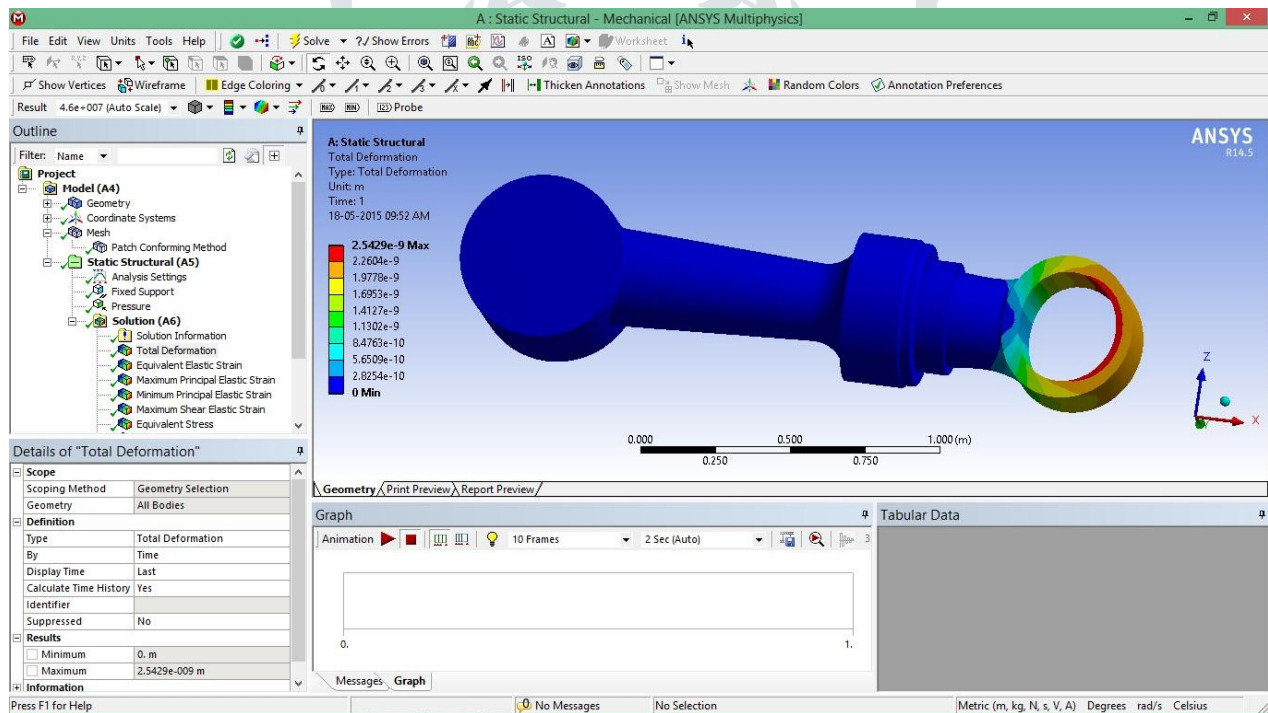 A : Static Structural - Mechanical [ANSYS Multiphysics]
File Edit View Units Tools Help Solve ?/ Show Errors Worksheet
Show Vertices Wireframe Edge Coloring Thicken Annotations Show Mesh Random Colors Annotation Preferences
Result 4.6e+007 (Auto Scale) MAX MIN 123 Probe
Outline
Filter: Name
Project
Model (A4)
Geometry
Coordinate Systems
Mesh
Patch Conforming Method
Static Structural (A5)
Analysis Settings
Fixed Support
Pressure
Solution (A6)
Solution Information
Total Deformation
Equivalent Elastic Strain
Maximum Principal Elastic Strain
Minimum Principal Elastic Strain
Maximum Shear Elastic Strain
Equivalent Stress
Details of "Total Deformation"
Scope
Scoping Method Geometry Selection
Geometry All Bodies
Definition
Type Total Deformation
By Time
Display Time Last
Calculate Time History Yes
Identifier
Suppressed No
Results
Minimum 0. m
Maximum 2.5429e-009 m
Information
A: Static Structural
Total Deformation
Type: Total Deformation
Unit: m
Time: 1
18-05-2015 09:52 AM
2.5429e-9 Max
2.2604e-9
1.9778e-9
1.6953e-9
1.4127e-9
1.1302e-9
8.4763e-10
5.6509e-10
2.8254e-10
0 Min
ANSYS
R14.5
Z
X
0.000 0.500 1.000 (m)
0.250 0.750
Geometry Print Preview Report Preview
Graph
Animation 10 Frames 2 Sec (Auto) 3
0. 1.
Messages Graph
Tabular Data
Press F1 for Help 0 No Messages No Selection Metric (m, kg, N, s, V, A) Degrees rad/s Celsius